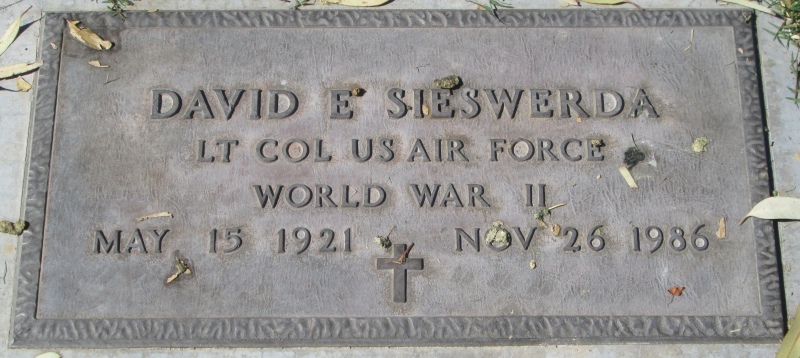 DAVID E SIESWERDA
LT COL US AIR FORCE
WORLD WAR II
MAY 15 1921 NOV 26 1986